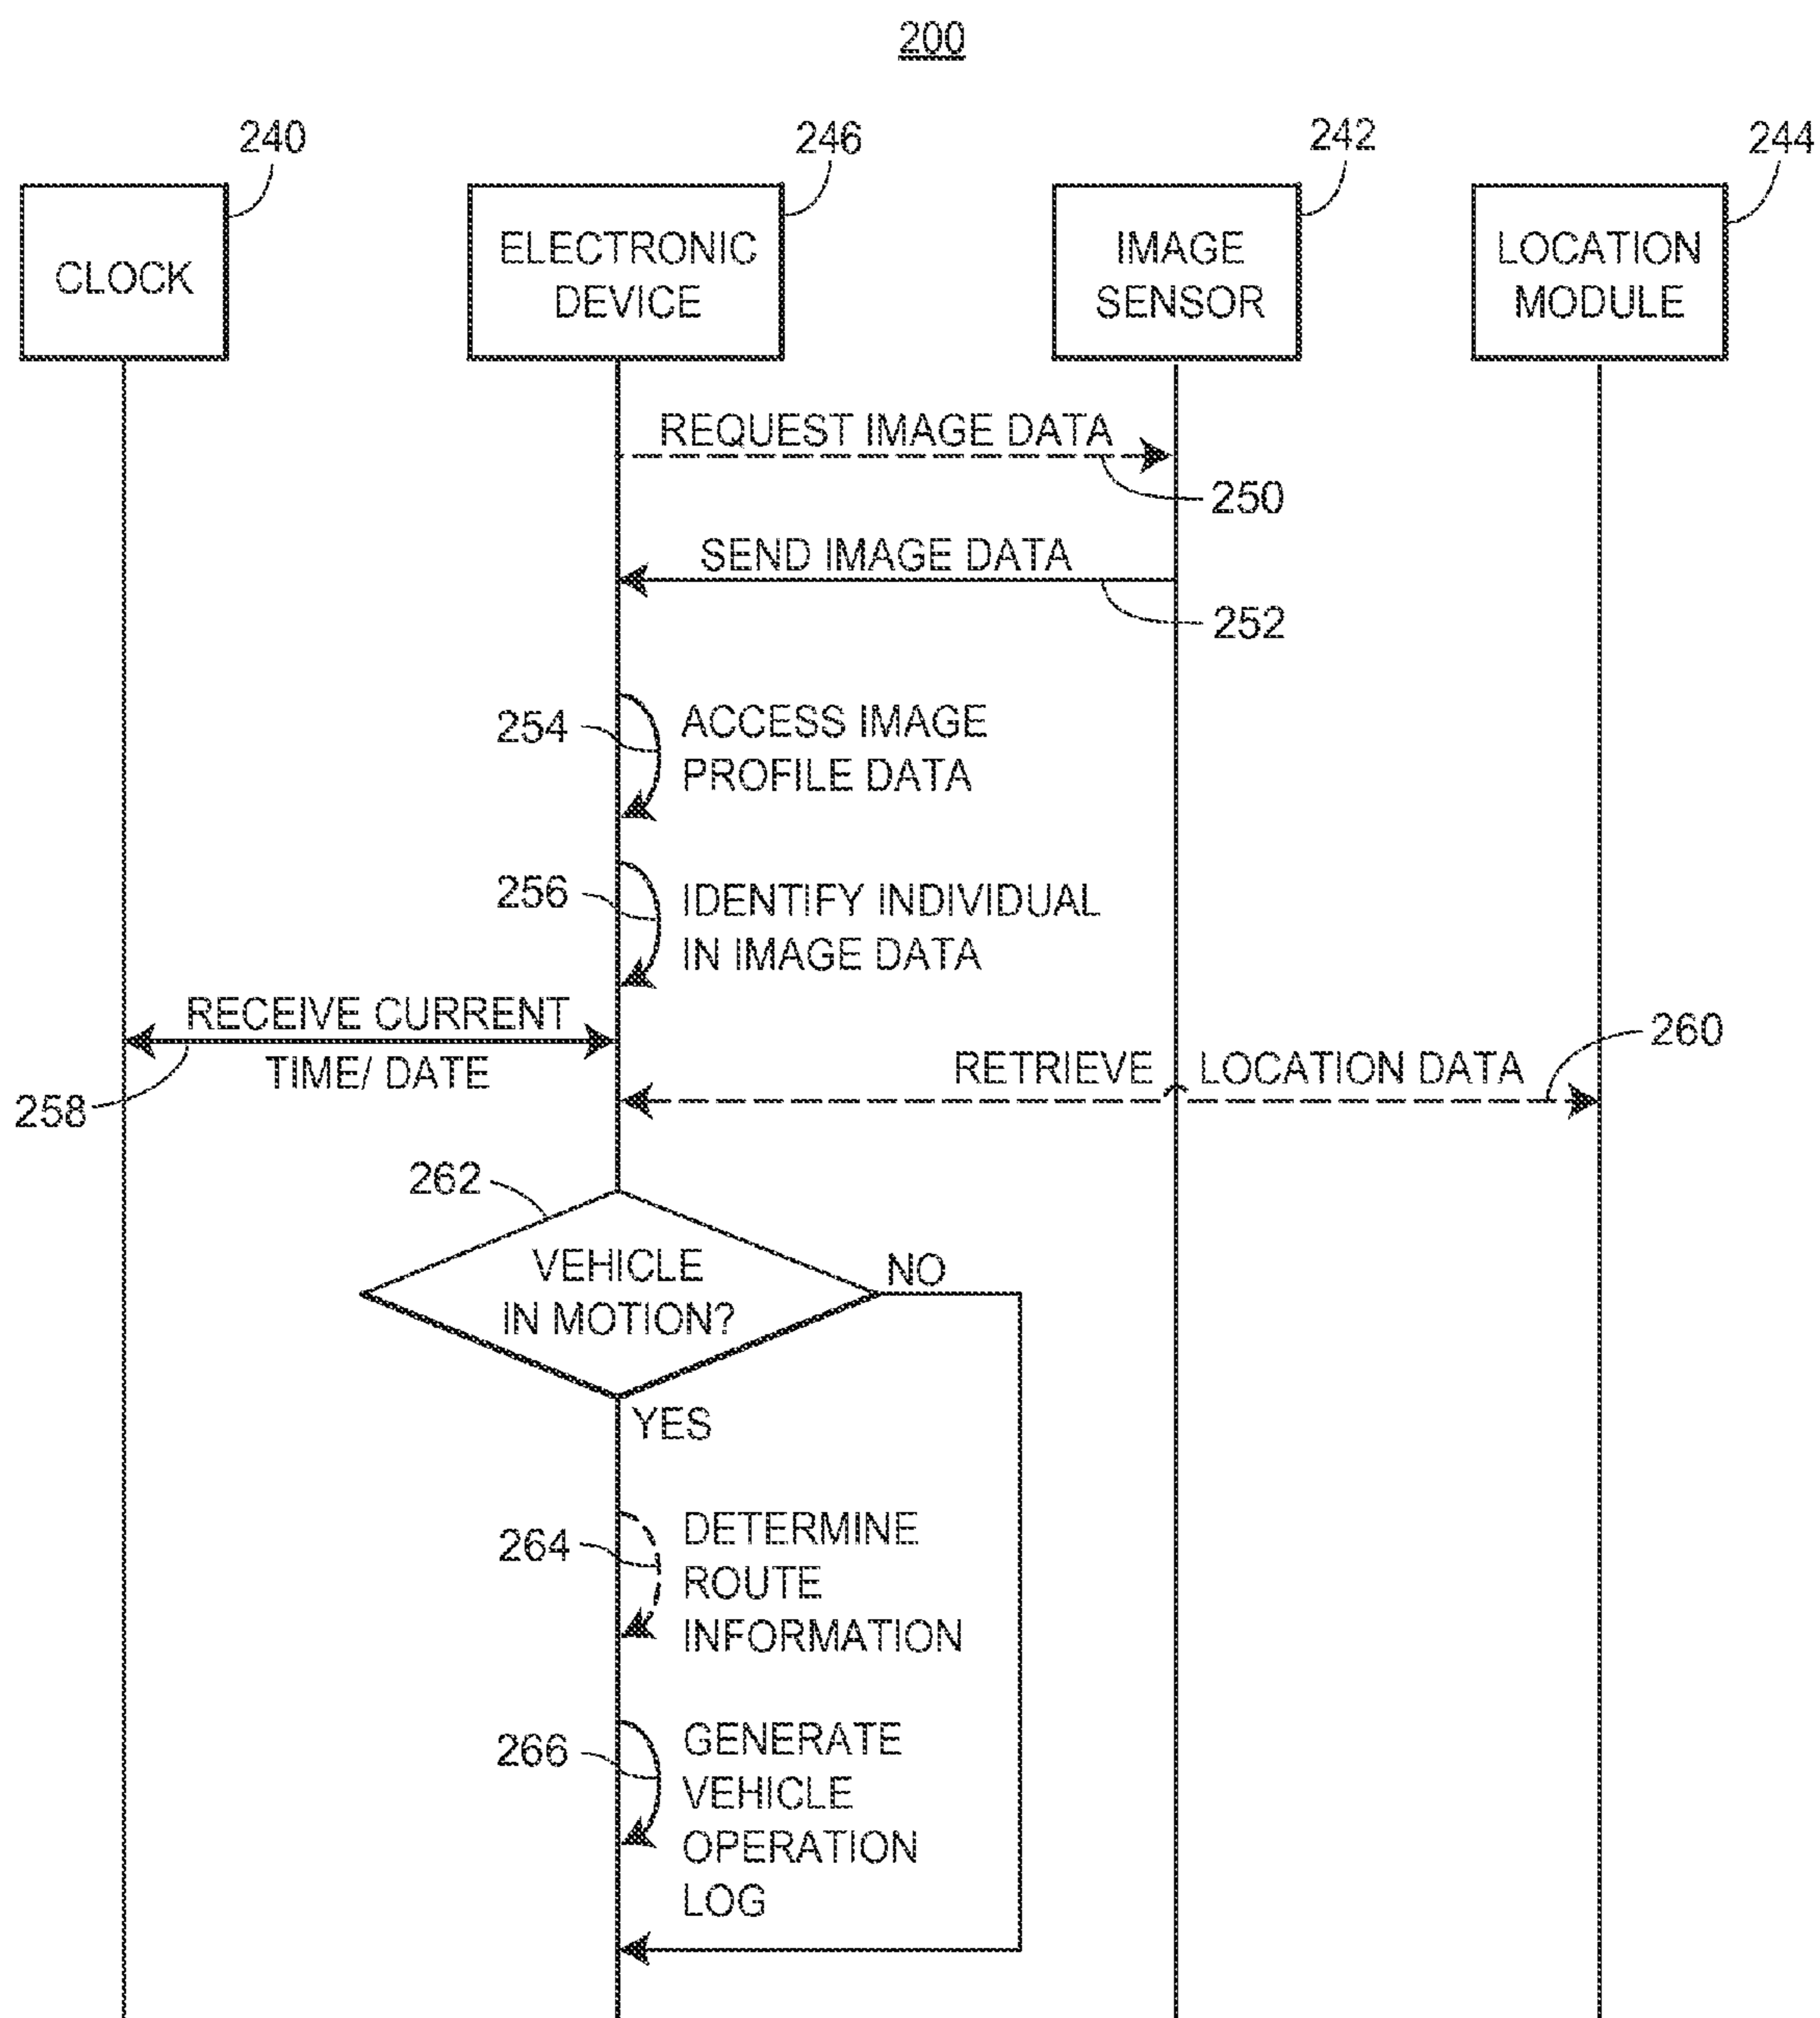 200
240
246
242
244
CLOCK
ELECTRONIC
DEVICE
IMAGE
SENSOR
LOCATION
MODULE
REQUEST IMAGE DATA
250
SEND IMAGE DATA
252
254
ACCESS IMAGE
PROFILE DATA
256
IDENTIFY INDIVIDUAL
IN IMAGE DATA
RECEIVE CURRENT
TIME/ DATE
258
RETRIEVE LOCATION DATA
260
262
VEHICLE
IN MOTION?
NO
YES
264
DETERMINE
ROUTE
INFORMATION
266
GENERATE
VEHICLE
OPERATION
LOG